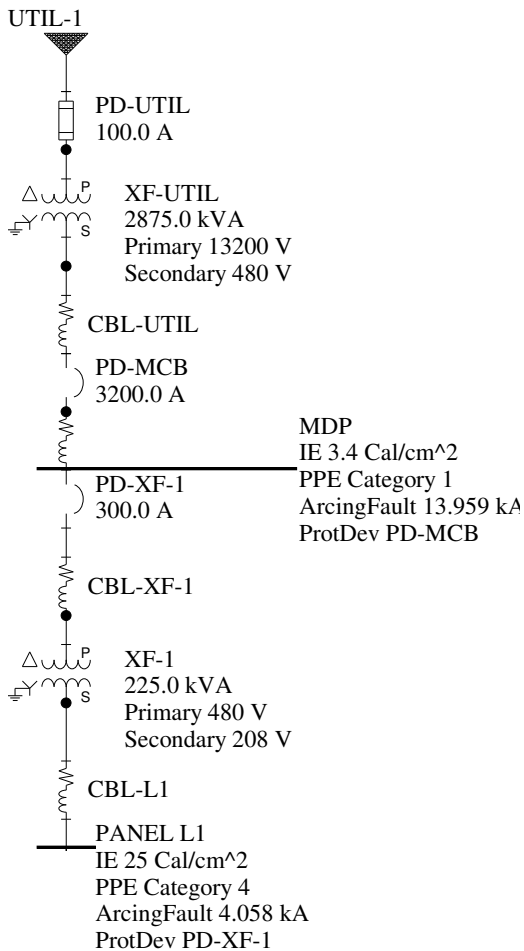 UTIL-1
PD-UTIL
100.0 A
P
XF-UTIL
2875.0 kVA
S
Primary 13200 V
Secondary 480 V
CBL-UTIL
PD-MCB
3200.0 A
MDP
IE 3.4 Cal/cm^2
PPE Category 1
ArcingFault 13.959 kA
ProtDev PD-MCB
PD-XF-1
300.0 A
CBL-XF-1
P
XF-1
225.0 kVA
S
Primary 480 V
Secondary 208 V
CBL-L1
PANEL L1
IE 25 Cal/cm^2
PPE Category 4
ArcingFault 4.058 kA
ProtDev PD-XF-1